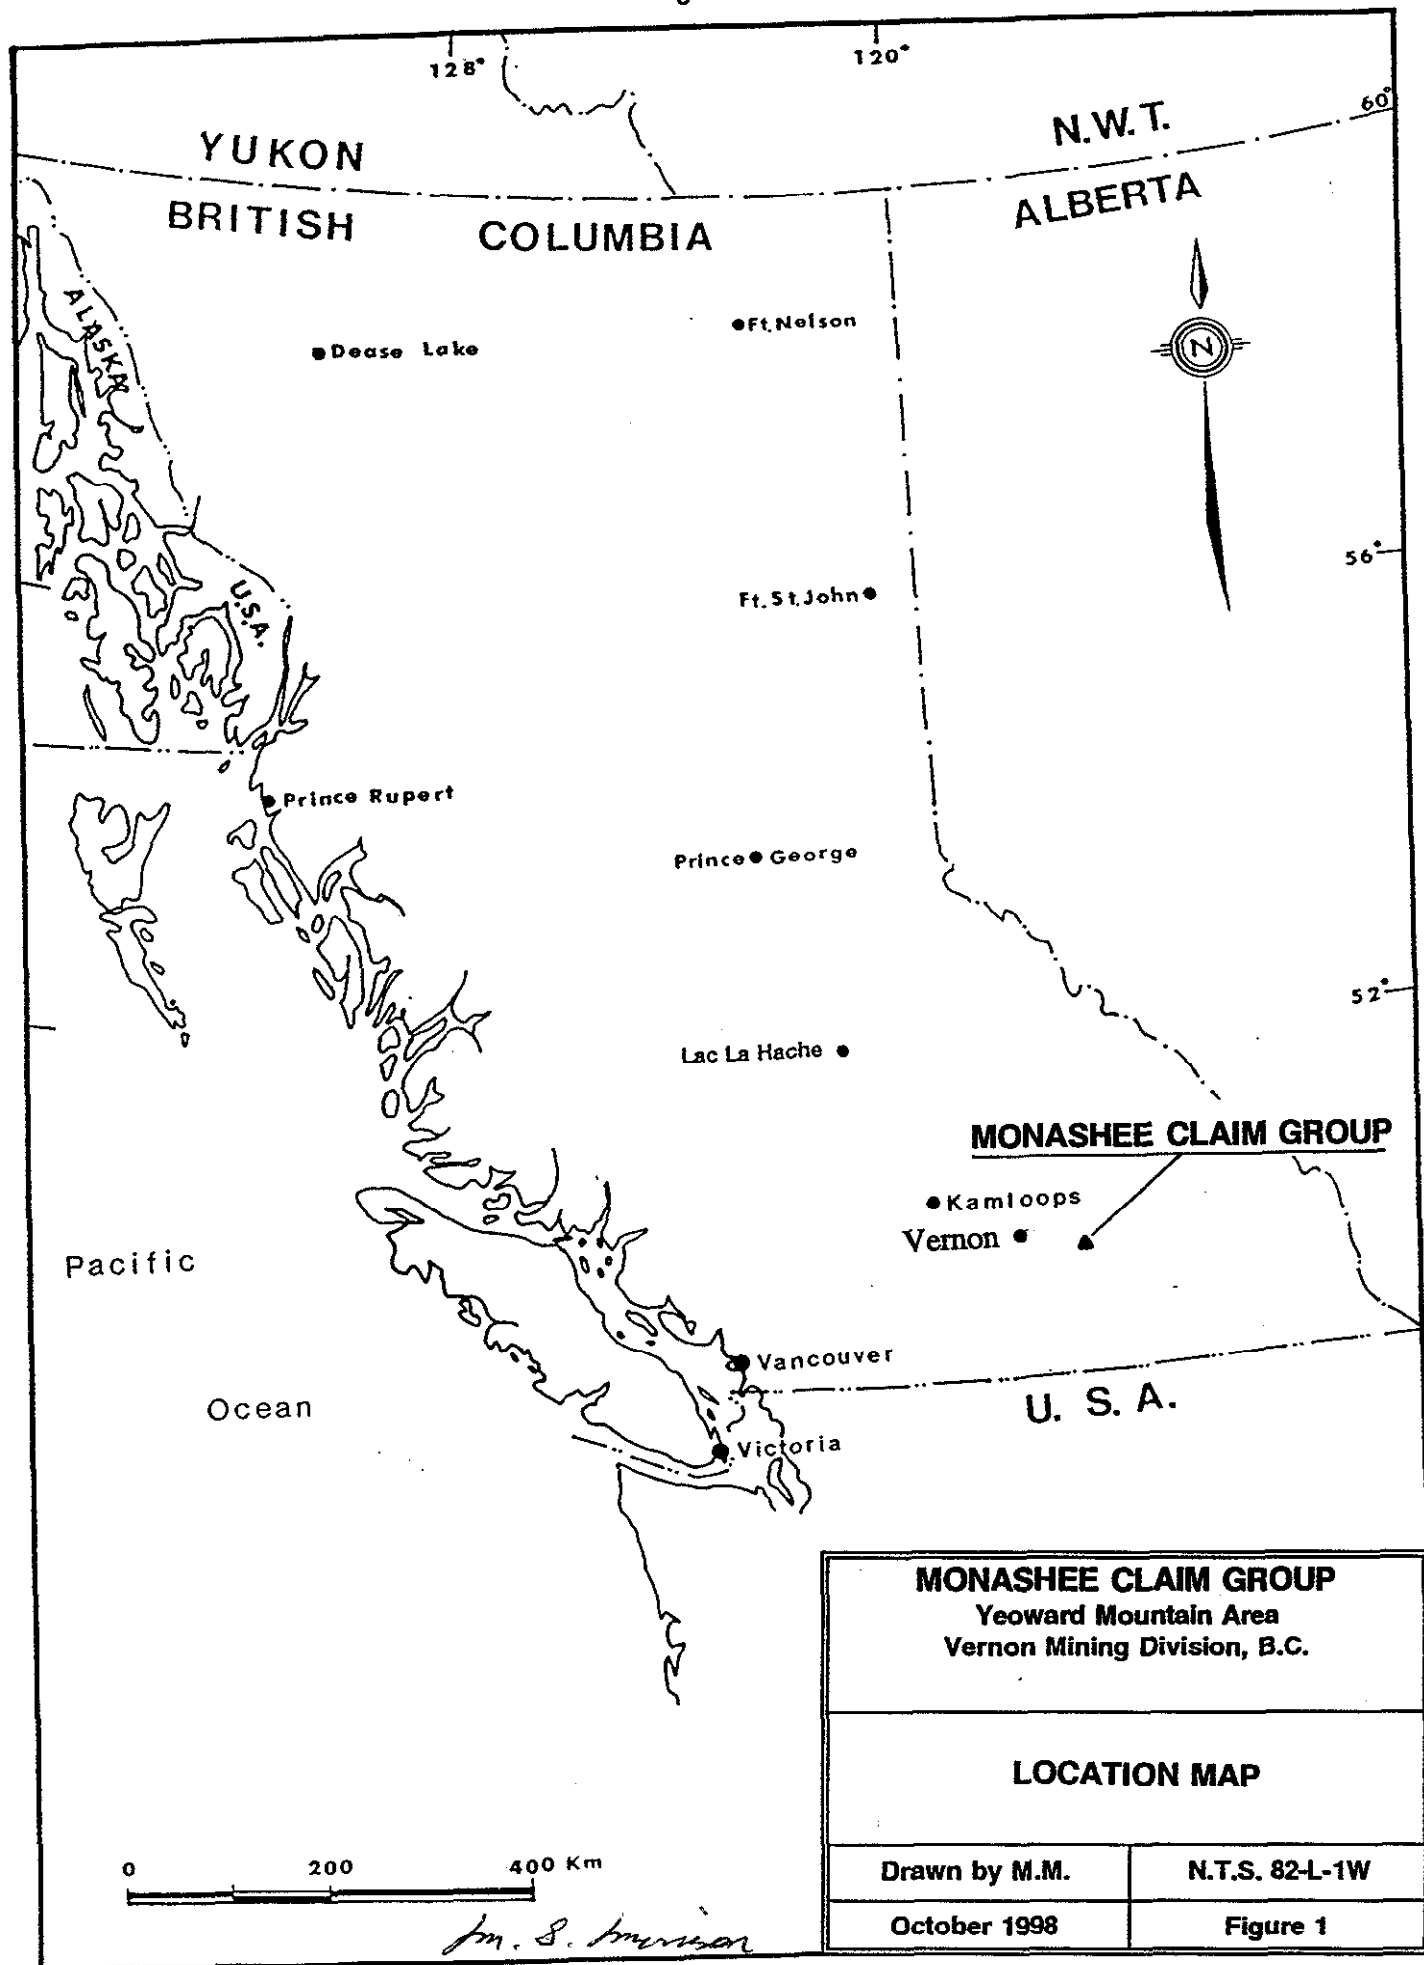 128°
120°
60°
YUKON
N.W.T.
BRITISH COLUMBIA
ALBERTA
ALASKA
Ft. Nelson
Dease Lake
N
56°
U.S.A.
Ft. St. John
Prince Rupert
Prince George
52°
Lac La Hache
MONASHEE CLAIM GROUP
Kamloops
Vernon
Pacific
Vancouver
Ocean
U. S. A.
Victoria
MONASHEE CLAIM GROUP
Yeoward Mountain Area
Vernon Mining Division, B.C.
LOCATION MAP
0 200 400 Km
Drawn by M.M.
N.T.S. 82-L-1W
October 1998
Figure 1